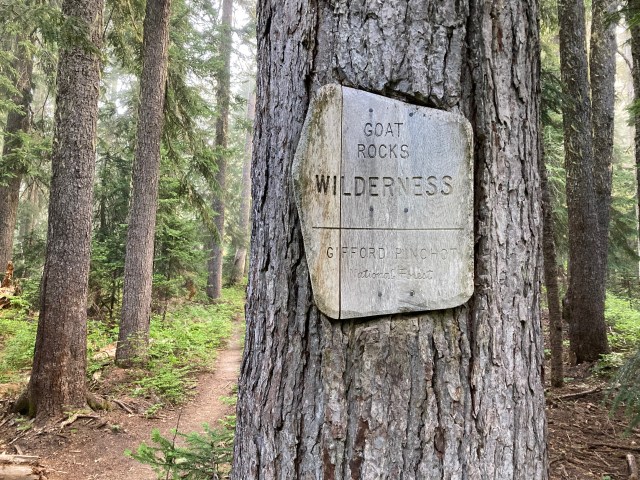 GOAT
ROCKS
WILDERNESS
GIFFORD PINCHOT
National Forest